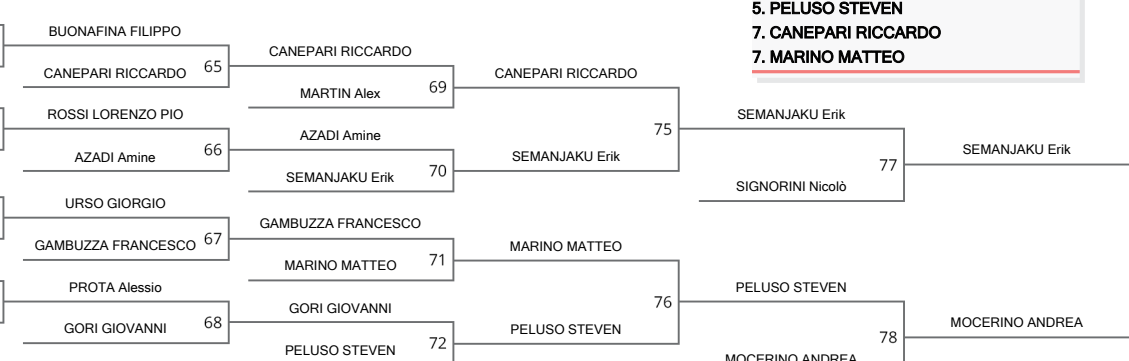 5. PELUSO STEVEN
7. CANEPARI RICCARDO
7. MARINO MATTEO
BUONAFINA FILIPPO
CANEPARI RICCARDO
65
ROSSI LORENZO PIO
AZADI Amine
66
URSO GIORGIO
GAMBUZZA FRANCESCO
67
PROTA Alessio
GORI GIOVANNI
68
CANEPARI RICCARDO
MARTIN Alex
69
AZADI Amine
SEMANJAKU Erik
70
GAMBUZZA FRANCESCO
MARINO MATTEO
71
GORI GIOVANNI
PELUSO STEVEN
72
CANEPARI RICCARDO
SEMANJAKU Erik
75
MARINO MATTEO
PELUSO STEVEN
76
SEMANJAKU Erik
SIGNORINI Nicolò
77
PELUSO STEVEN
MOCERINO ANDREA
78
SEMANJAKU Erik
MOCERINO ANDREA